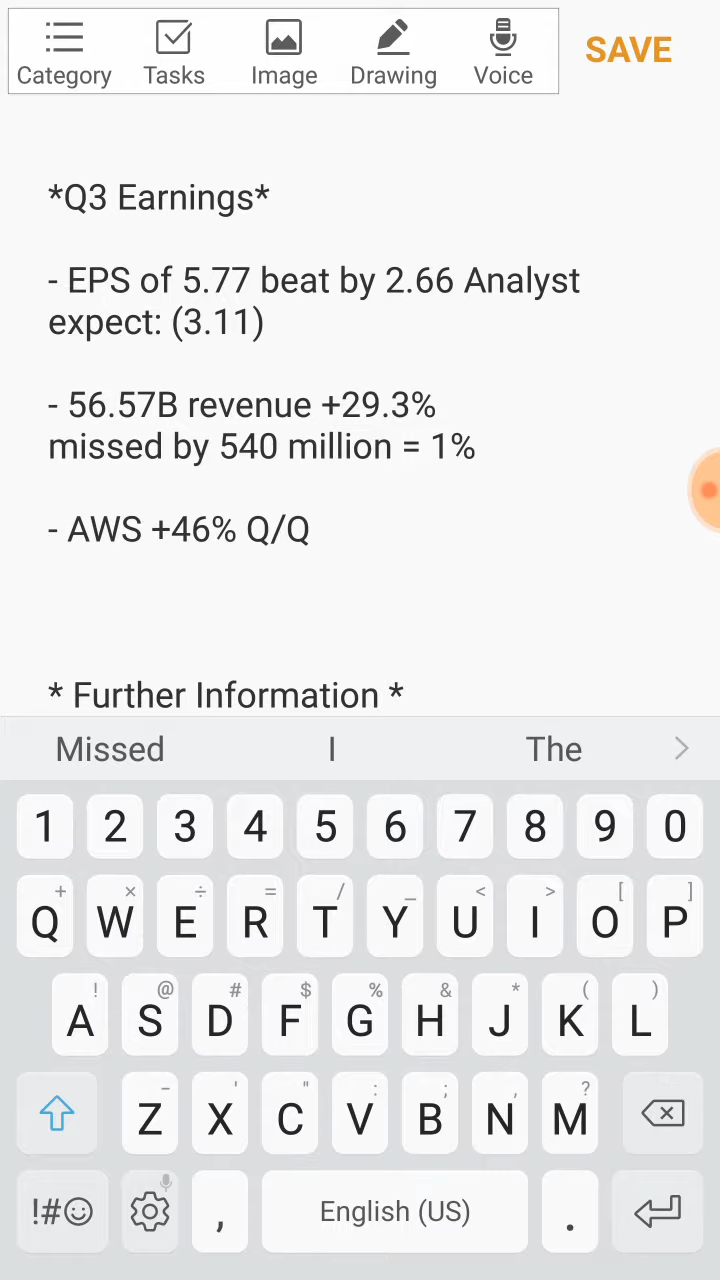 Category Tasks Image Drawing Voice SAVE
*Q3 Earnings*
- EPS of 5.77 beat by 2.66 Analyst
expect: (3.11)
- 56.57B revenue +29.3%
missed by 540 million = 1%
- AWS +46% Q/Q
* Further Information *
Missed I The >
1 2 3 4 5 6 7 8 9 0
+ × ÷ = / _ < > [ ]
Q W E R T Y U I O P
! @ # $ % & * ( )
A S D F G H J K L
- ' " : ; , ?
Z X C V B N M
!#☺ , English (US) .